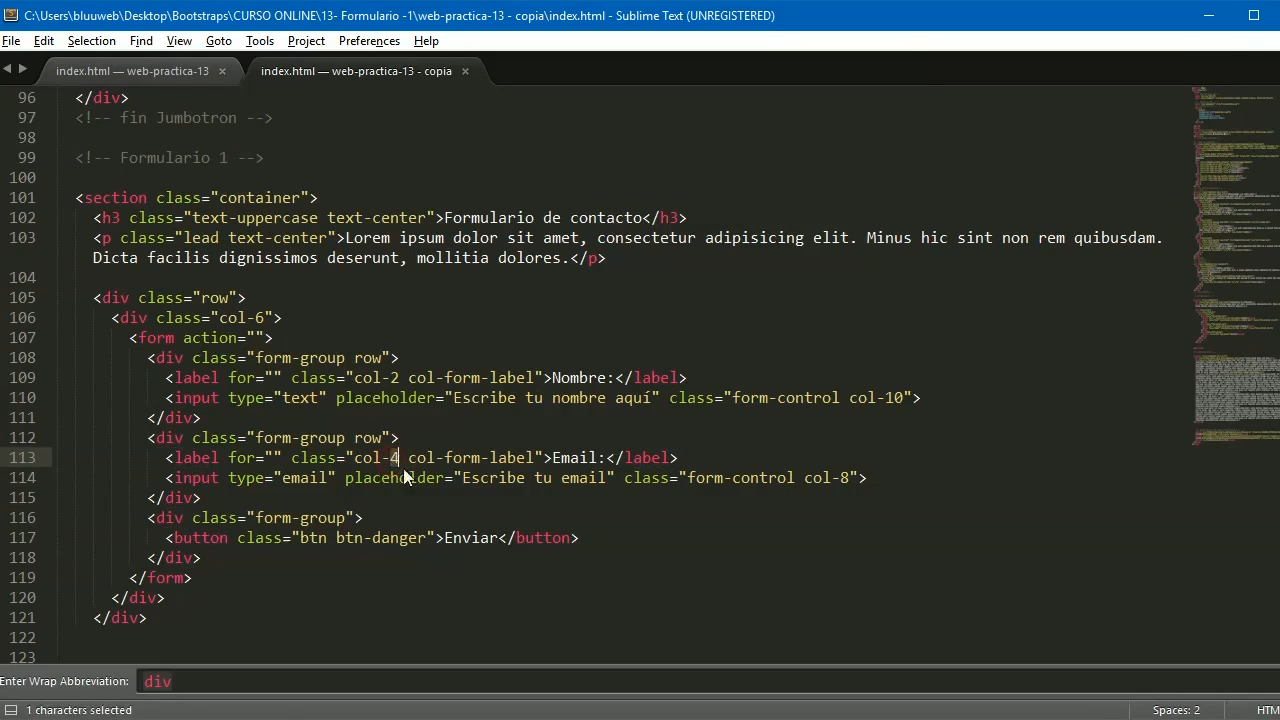 C:\Users\bluuweb\Desktop\Bootstraps\CURSO ONLINE\13- Formulario -1\web-practica-13 - copia\index.html - Sublime Text (UNREGISTERED)
File Edit Selection Find View Goto Tools Project Preferences Help
index.html — web-practica-13 × index.html — web-practica-13 - copia ×
96 </div>
97 <!-- fin Jumbotron -->
98
99 <!-- Formulario 1 -->
100
101 <section class="container">
102 <h3 class="text-uppercase text-center">Formulario de contacto</h3>
103 <p class="lead text-center">Lorem ipsum dolor sit amet, consectetur adipisicing elit. Minus hic sint non rem quibusdam.
Dicta facilis dignissimos deserunt, mollitia dolores.</p>
104
105 <div class="row">
106 <div class="col-6">
107 <form action="">
108 <div class="form-group row">
109 <label for="" class="col-2 col-form-label">Nombre:</label>
110 <input type="text" placeholder="Escribe tu nombre aquí" class="form-control col-10">
111 </div>
112 <div class="form-group row">
113 <label for="" class="col-4 col-form-label">Email:</label>
114 <input type="email" placeholder="Escribe tu email" class="form-control col-8">
115 </div>
116 <div class="form-group">
117 <button class="btn btn-danger">Enviar</button>
118 </div>
119 </form>
120 </div>
121 </div>
122
123
Enter Wrap Abbreviation: div
1 characters selected Spaces: 2 HTM